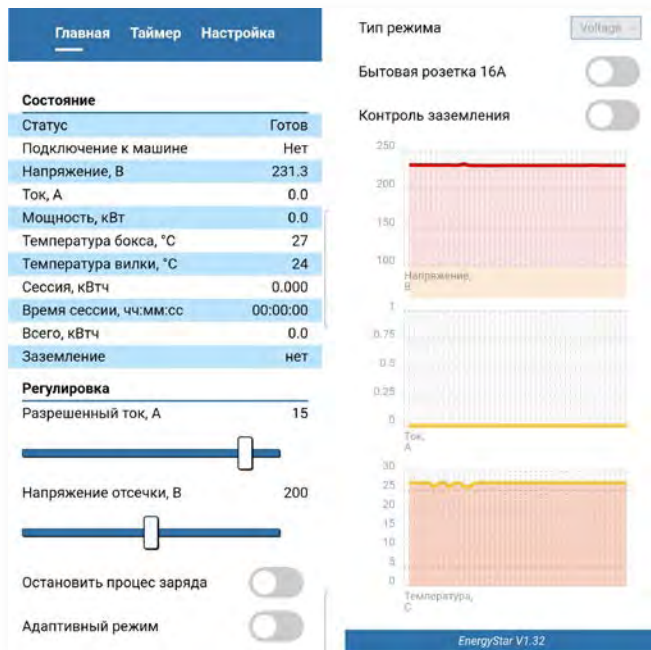 Главная Таймер Настройка
Состояние
Статус Готов
Подключение к машине Нет
Напряжение, В 231.3
Ток, А 0.0
Мощность, кВт 0.0
Температура бокса, °C 27
Температура вилки, °C 24
Сессия, кВтч 0.000
Время сессии, чч:мм:сс 00:00:00
Всего, кВтч 0.0
Заземление нет
Регулировка
Разрешенный ток, А 15
Напряжение отсечки, В 200
Остановить процес заряда
Адаптивный режим
Тип режима Voltage
Бытовая розетка 16А
Контроль заземления
250
200
150
100
Напряжение,
В
1
0.75
0.5
0.25
0
Ток,
А
30
25
20
15
10
5
0
Температура,
С
EnergyStar V1.32